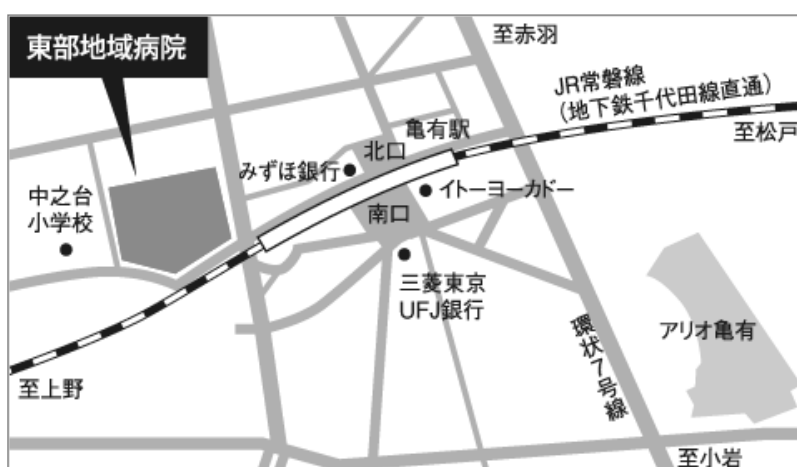 東部地域病院
至赤羽
JR常磐線
（地下鉄千代田線直通）
至松戸
亀有駅
北口
みずほ銀行
イトーヨーカドー
中之台
小学校
南口
三菱東京
UFJ銀行
アリオ亀有
環状7号線
至上野
至小岩